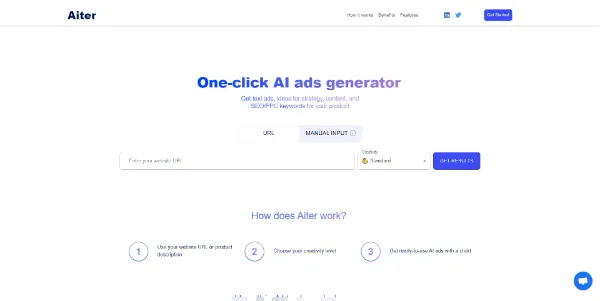 Aiter
How it works Benefits Features
Get Started
One-click AI ads generator
Get text ads, ideas for strategy, content, and
SEO/PPC keywords for your product
URL MANUAL INPUT
Creativity
Enter your website URL Standard GET RESULTS
How does Aiter work?
1 Use your website URL or product
description
2 Choose your creativity level
3 Get ready-to-use AI ads with a click!